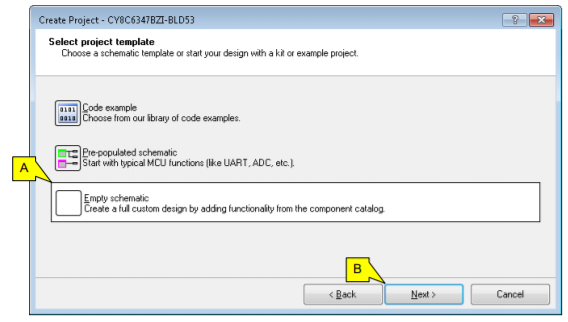 Create Project - CY8C6347BZI-BLD53
Select project template
Choose a schematic template or start your design with a kit or example project.
0101
0010
Code example
Choose from our library of code examples.
Pre-populated schematic
Start with typical MCU functions (like UART, ADC, etc.).
A
Empty schematic
Create a full custom design by adding functionality from the component catalog.
B
< Back
Next >
Cancel